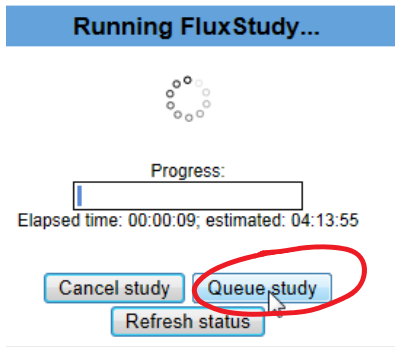 Running FluxStudy...
Progress:
Elapsed time: 00:00:09; estimated: 04:13:55
Cancel study Queue study
Refresh status